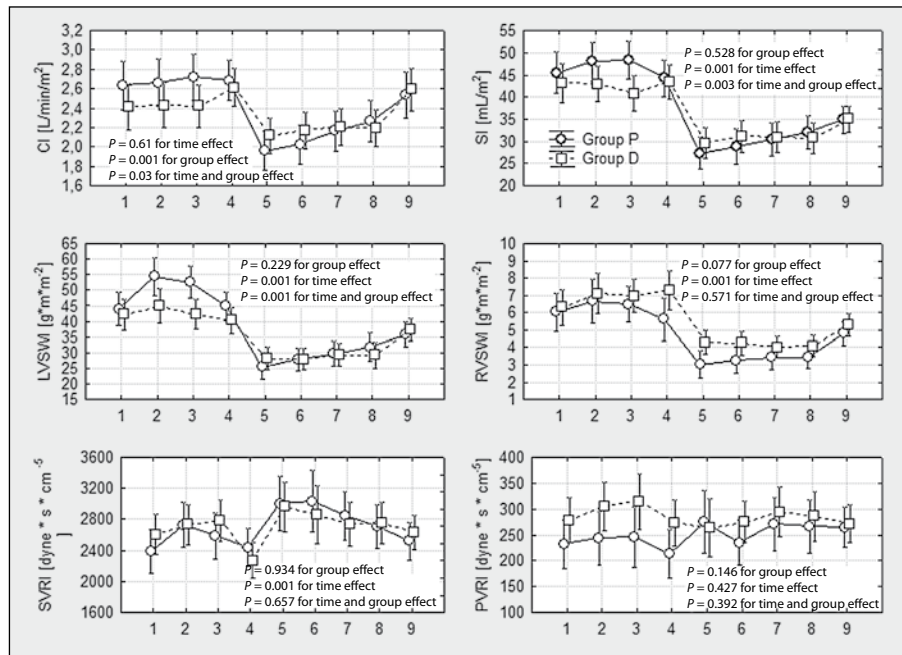 CI [L/min/m²]
3,2
3,0
2,8
2,6
2,4
2,2
2,0
1,8
1,6
P = 0.61 for time effect
P = 0.001 for group effect
P = 0.03 for time and group effect
1 2 3 4 5 6 7 8 9
SI [mL/m²]
55
50
45
40
35
30
25
20
P = 0.528 for group effect
P = 0.001 for time effect
P = 0.003 for time and group effect
Group P
Group D
1 2 3 4 5 6 7 8 9
LVSWI [g*m*m⁻²]
65
60
55
50
45
40
35
30
25
20
15
P = 0.229 for group effect
P = 0.001 for time effect
P = 0.001 for time and group effect
1 2 3 4 5 6 7 8 9
RVSWI [g*m*m⁻²]
10
9
8
7
6
5
4
3
2
1
P = 0.077 for group effect
P = 0.001 for time effect
P = 0.571 for time and group effect
1 2 3 4 5 6 7 8 9
SVRI [dyne * s * cm⁻⁵
]
3600
3200
2800
2400
2000
1600
P = 0.934 for group effect
P = 0.001 for time effect
P = 0.657 for time and group effect
1 2 3 4 5 6 7 8 9
PVRI [dyne * s * cm⁻⁵]
400
350
300
250
200
150
100
P = 0.146 for group effect
P = 0.427 for time effect
P = 0.392 for time and group effect
1 2 3 4 5 6 7 8 9